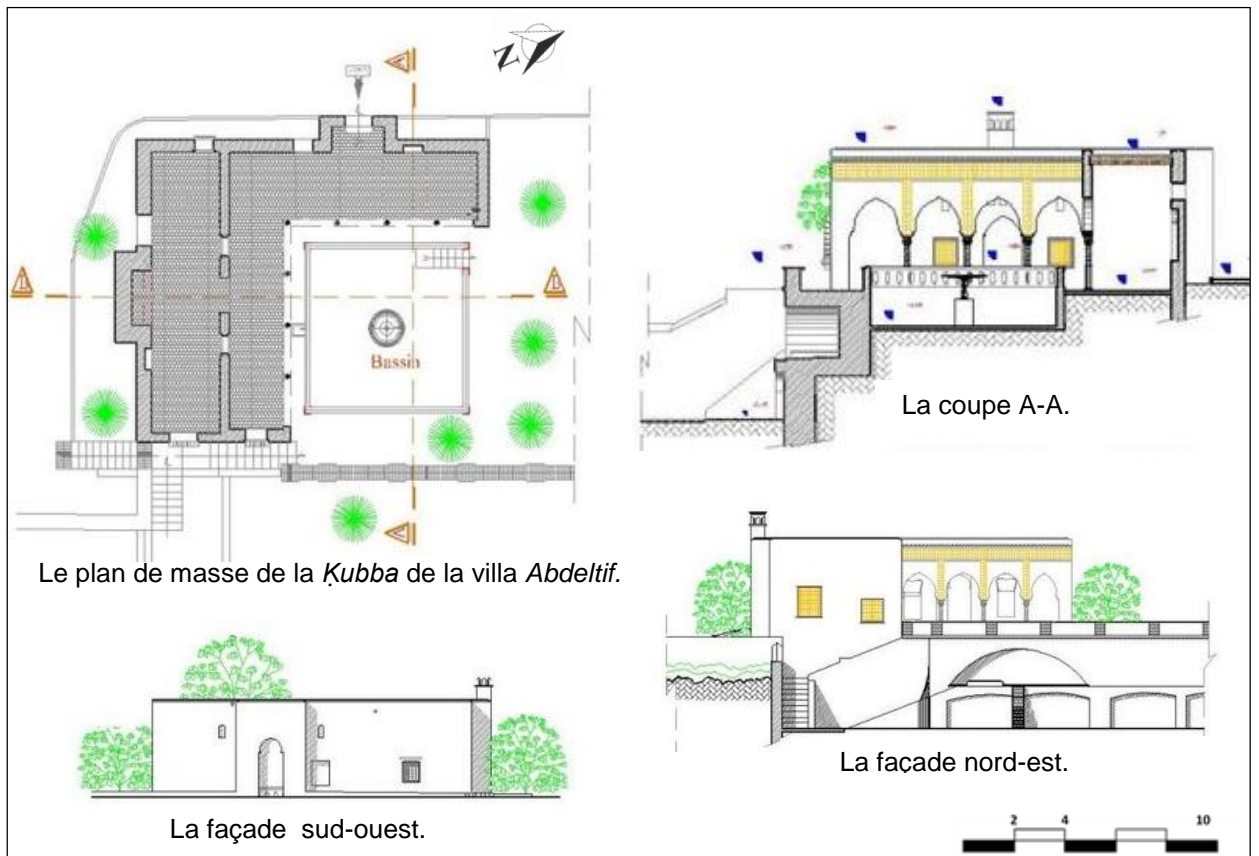 N
A
B
B
Bassin
N
A
Le plan de masse de la Ḳubba de la villa Abdeltif.
La coupe A-A.
La façade sud-ouest.
La façade nord-est.
2 4 10